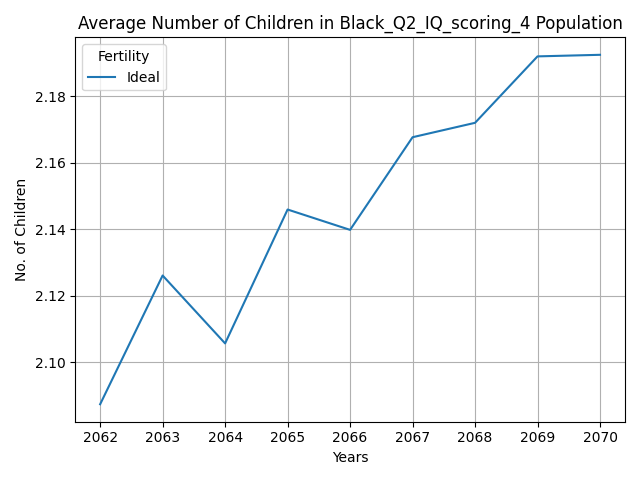 Average Number of Children in Black_Q2_IQ_scoring_4 Population
Fertility
Ideal
2.18
2.16
2.14
2.12
2.10
No. of Children
2062 2063 2064 2065 2066 2067 2068 2069 2070
Years